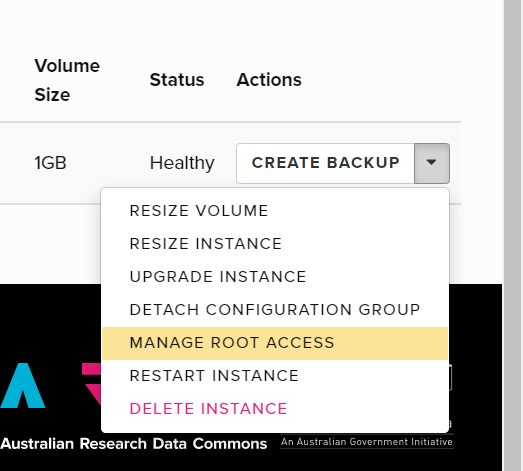 Volume
Size
Status
Actions
1GB
Healthy
CREATE BACKUP
RESIZE VOLUME
RESIZE INSTANCE
UPGRADE INSTANCE
DETACH CONFIGURATION GROUP
MANAGE ROOT ACCESS
RESTART INSTANCE
DELETE INSTANCE
Australian Research Data Commons
An Australian Government Initiative